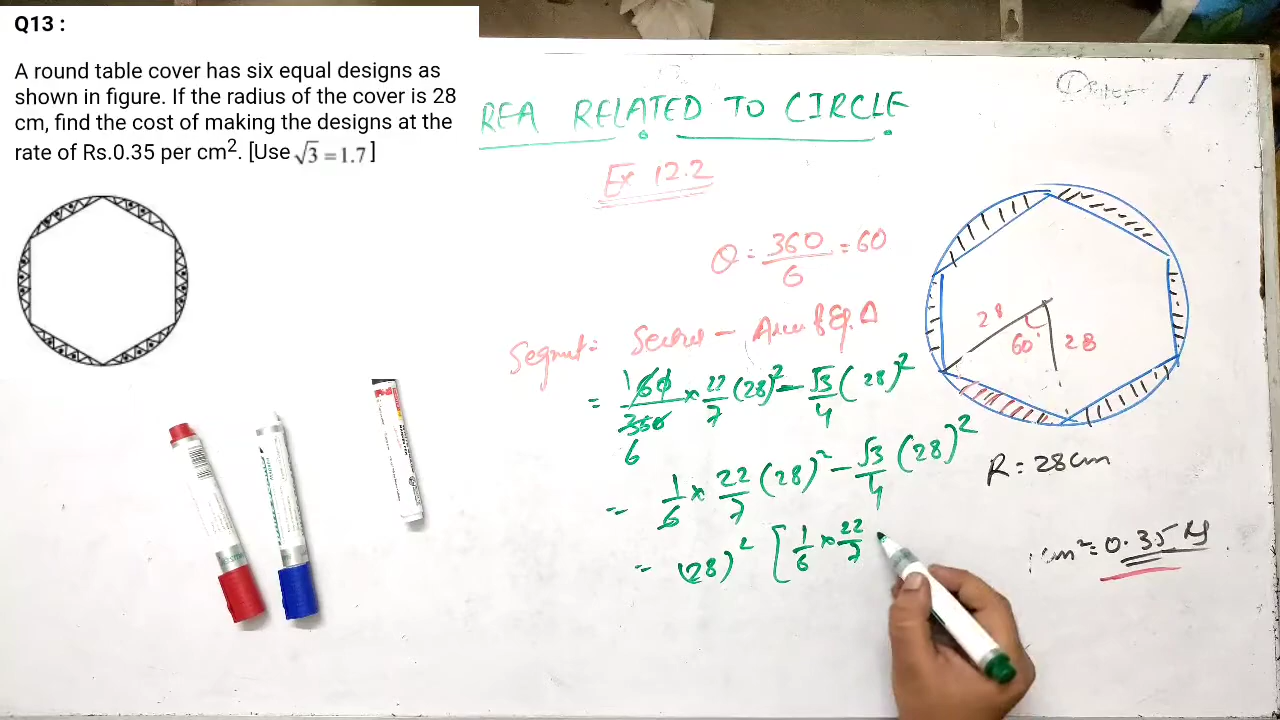 Q13 :
A round table cover has six equal designs as
shown in figure. If the radius of the cover is 28
cm, find the cost of making the designs at the
rate of Rs.0.35 per cm². [Use √3 = 1.7]
REA RELATED TO CIRCLE
11
Ex 12.2
θ = 360/6 = 60
Segment = Sector - Area of Eq. Δ
= 1 60/360 6 × 22/7 (28)² - √3/4 (28)²
= 1/6 × 22/7 (28)² - √3/4 (28)²
= (28)² [ 1/6 × 22/7
28
60°
28
R = 28cm
1cm² = 0.35